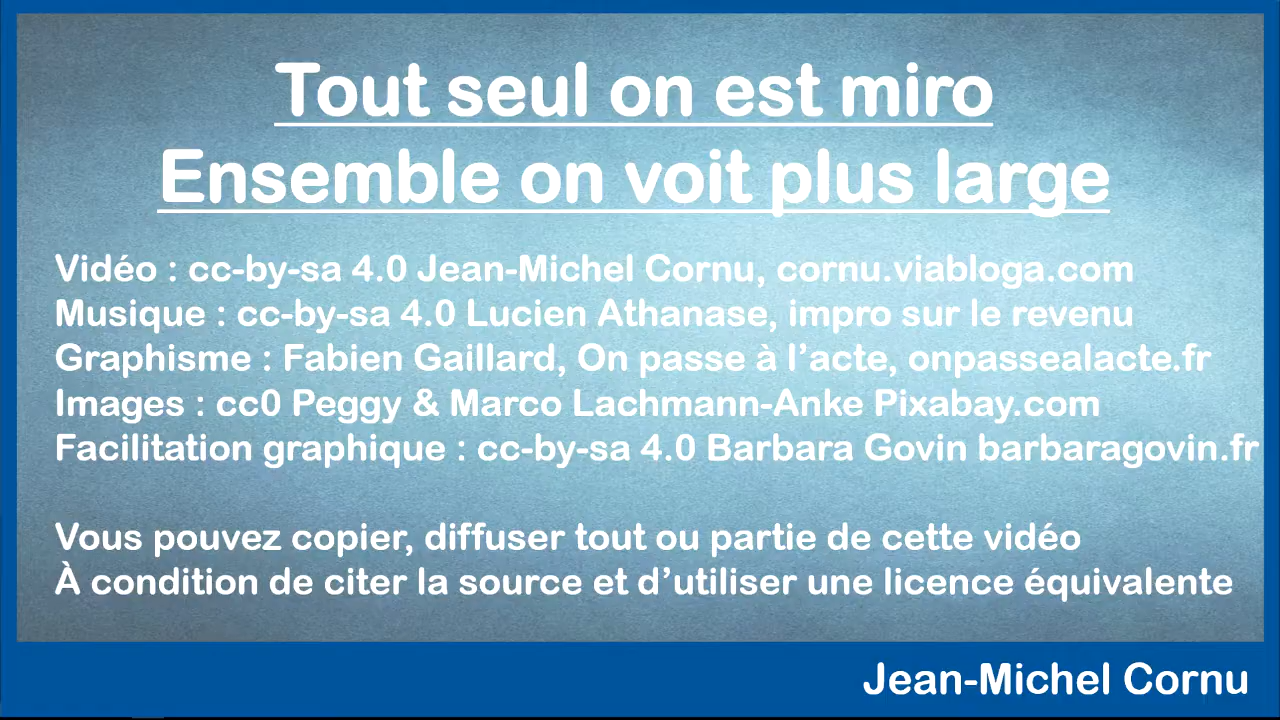 Tout seul on est miro
Ensemble on voit plus large
Vidéo : cc-by-sa 4.0 Jean-Michel Cornu, cornu.viabloga.com
Musique : cc-by-sa 4.0 Lucien Athanase, impro sur le revenu
Graphisme : Fabien Gaillard, On passe à l’acte, onpassealacte.fr
Images : cc0 Peggy & Marco Lachmann-Anke Pixabay.com
Facilitation graphique : cc-by-sa 4.0 Barbara Govin barbaragovin.fr
Vous pouvez copier, diffuser tout ou partie de cette vidéo
À condition de citer la source et d’utiliser une licence équivalente
Jean-Michel Cornu